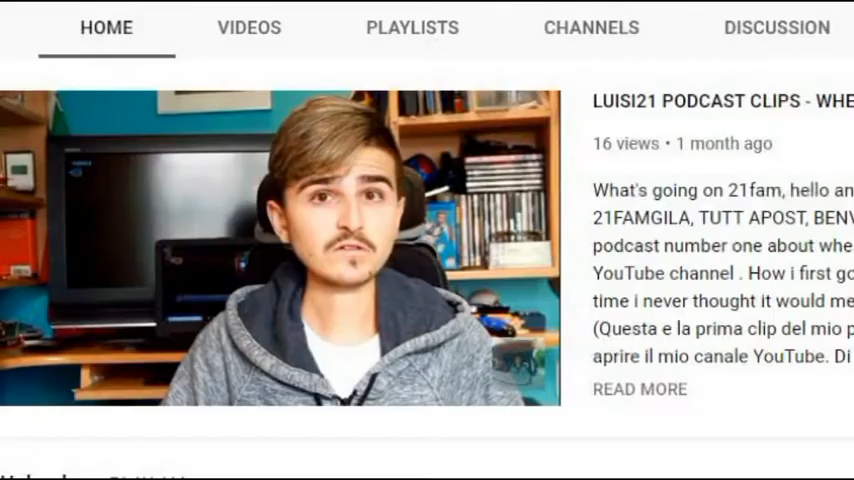 HOME VIDEOS PLAYLISTS CHANNELS DISCUSSION
LUISI21 PODCAST CLIPS - WHE
16 views • 1 month ago
What's going on 21fam, hello an
21FAMGILA, TUTT APOST, BENV
podcast number one about whe
YouTube channel . How i first go
time i never thought it would me
(Questa e la prima clip del mio p
aprire il mio canale YouTube. Di
READ MORE